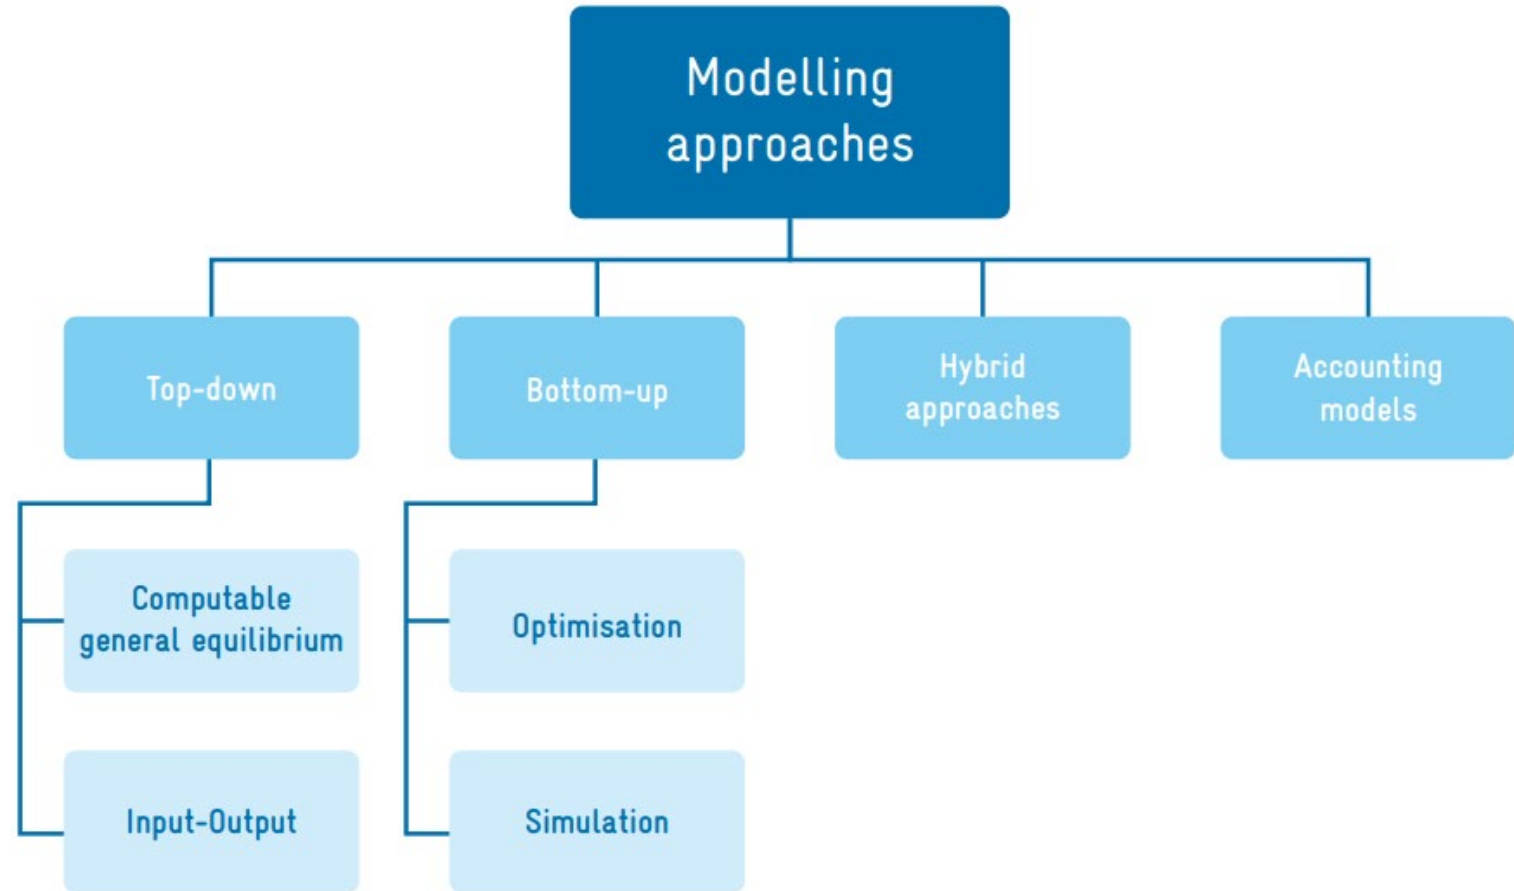 Modelling
approaches
Top-down
Bottom-up
Hybrid
approaches
Accounting
models
Computable
general equilibrium
Optimisation
Input-Output
Simulation